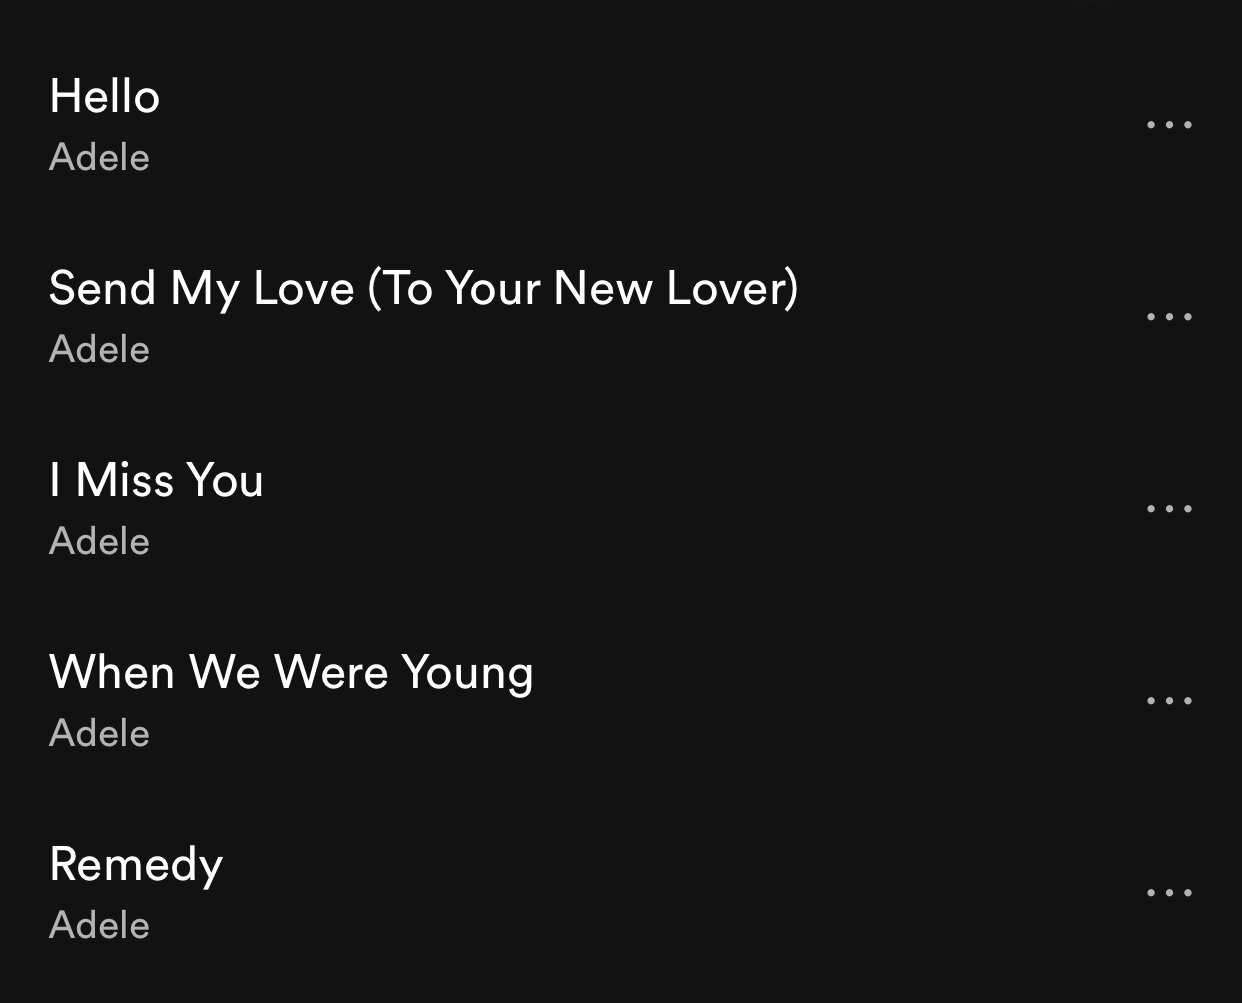 Hello
Adele
Send My Love (To Your New Lover)
Adele
I Miss You
Adele
When We Were Young
Adele
Remedy
Adele